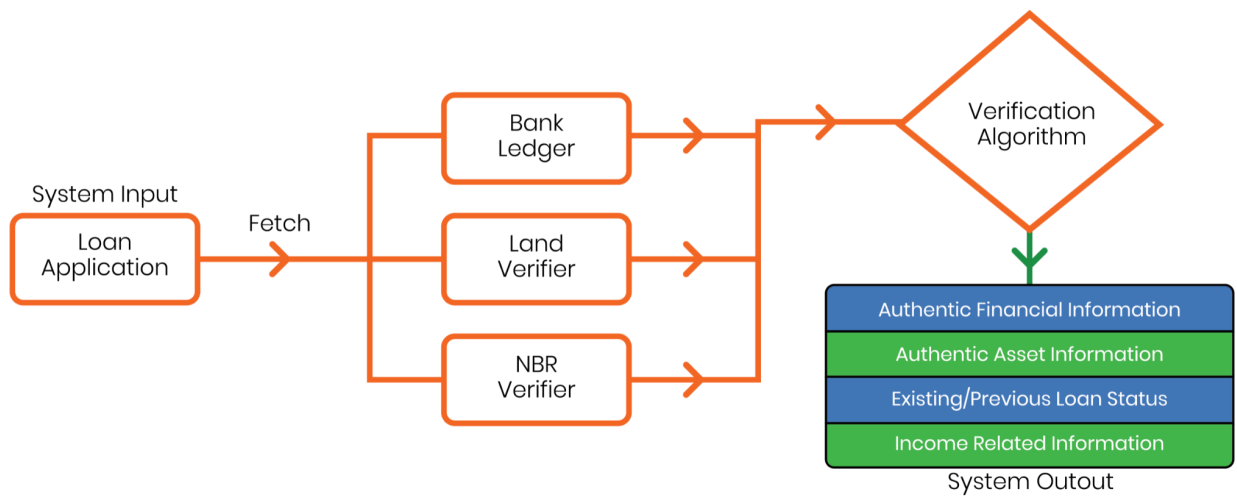 System Input
Loan
Application
Fetch
Bank
Ledger
Land
Verifier
NBR
Verifier
Verification
Algorithm
Authentic Financial Information
Authentic Asset Information
Existing/Previous Loan Status
Income Related Information
System Outout